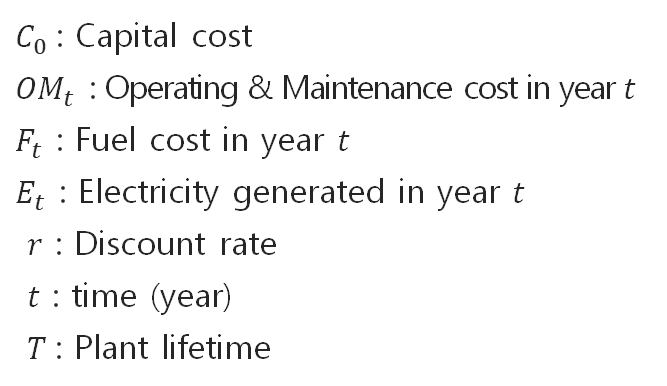 C₀ : Capital cost
OMₜ : Operating & Maintenance cost in year t
Fₜ : Fuel cost in year t
Eₜ : Electricity generated in year t
r : Discount rate
t : time (year)
T : Plant lifetime